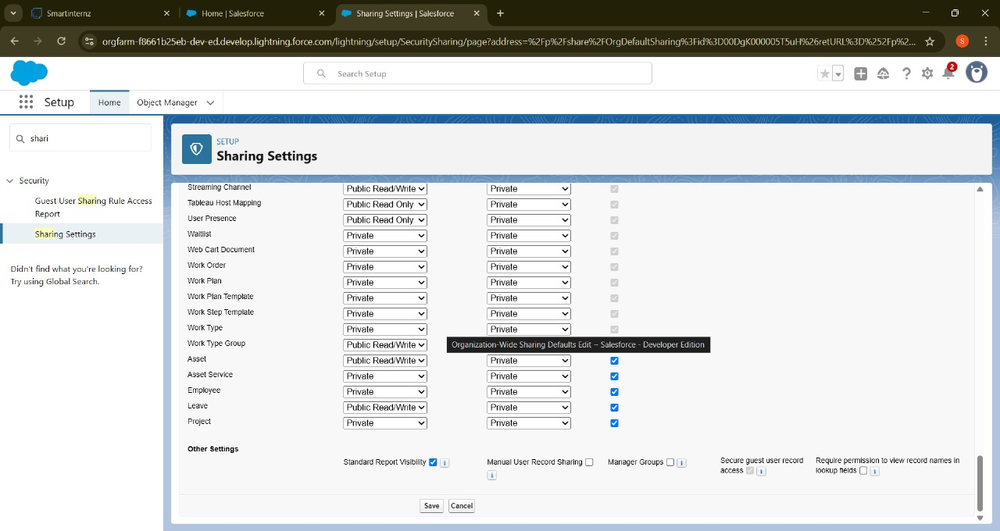 Smartinternz
Home | Salesforce
Sharing Settings | Salesforce
orgfarm-f8661b25eb-dev-ed.develop.lightning.force.com/lightning/setup/SecuritySharing/page?address=%2Fp%2Fshare%2FOrgDefaultSharing%3Fid%3D00DgK000005T5uH%26retURL%3D%252Fp%2...
S
Search Setup
2
Setup
Home
Object Manager
shari
SETUP
Sharing Settings
Security
Guest User Sharing Rule Access
Report
Sharing Settings
Didn't find what you're looking for?
Try using Global Search.
Streaming Channel Public Read/Write Private
Tableau Host Mapping Public Read Only Private
User Presence Public Read Only Private
Waitlist Private Private
Web Cart Document Private Private
Work Order Private Private
Work Plan Private Private
Work Plan Template Private Private
Work Step Template Private Private
Work Type Private Private
Work Type Group Public Read/Write
Organization-Wide Sharing Defaults Edit ~ Salesforce - Developer Edition
Asset Public Read/Write Private
Asset Service Private Private
Employee Private Private
Leave Public Read/Write Private
Project Private Private
Other Settings
Standard Report Visibility i
Manual User Record Sharing
i
Manager Groups i
Secure guest user record
access i
Require permission to view record names in
lookup fields i
Save Cancel